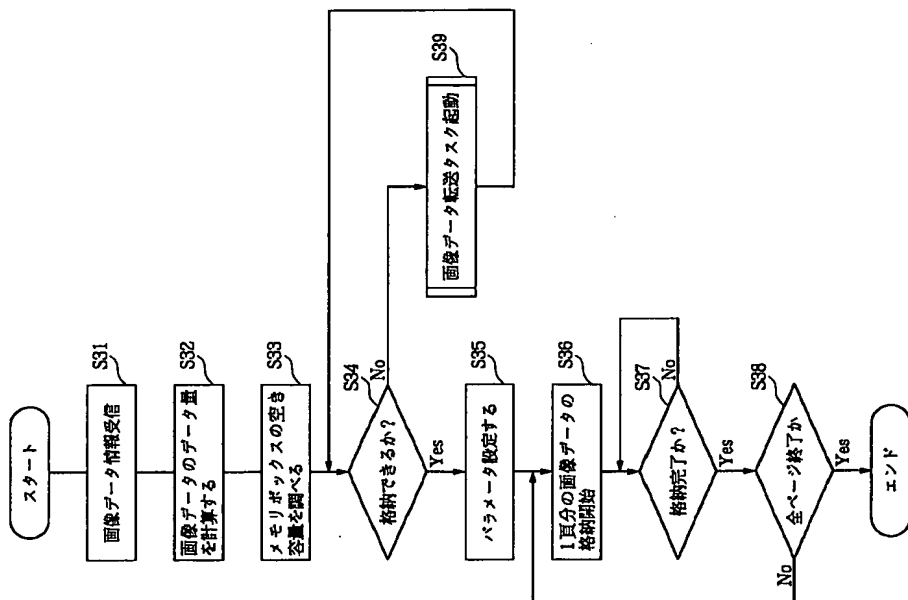 スタート
画像データ情報受信
S31
画像データのデータ量
を計算する
S32
メモリボックスの空き
容量を調べる
S33
格納できるか?
S34
No
Yes
画像データ転送タスク起動
S39
パラメータ設定する
S35
1頁分の画像データの
格納開始
S36
格納完了か?
S37
No
Yes
全ページ終了か
S38
No
Yes
エンド